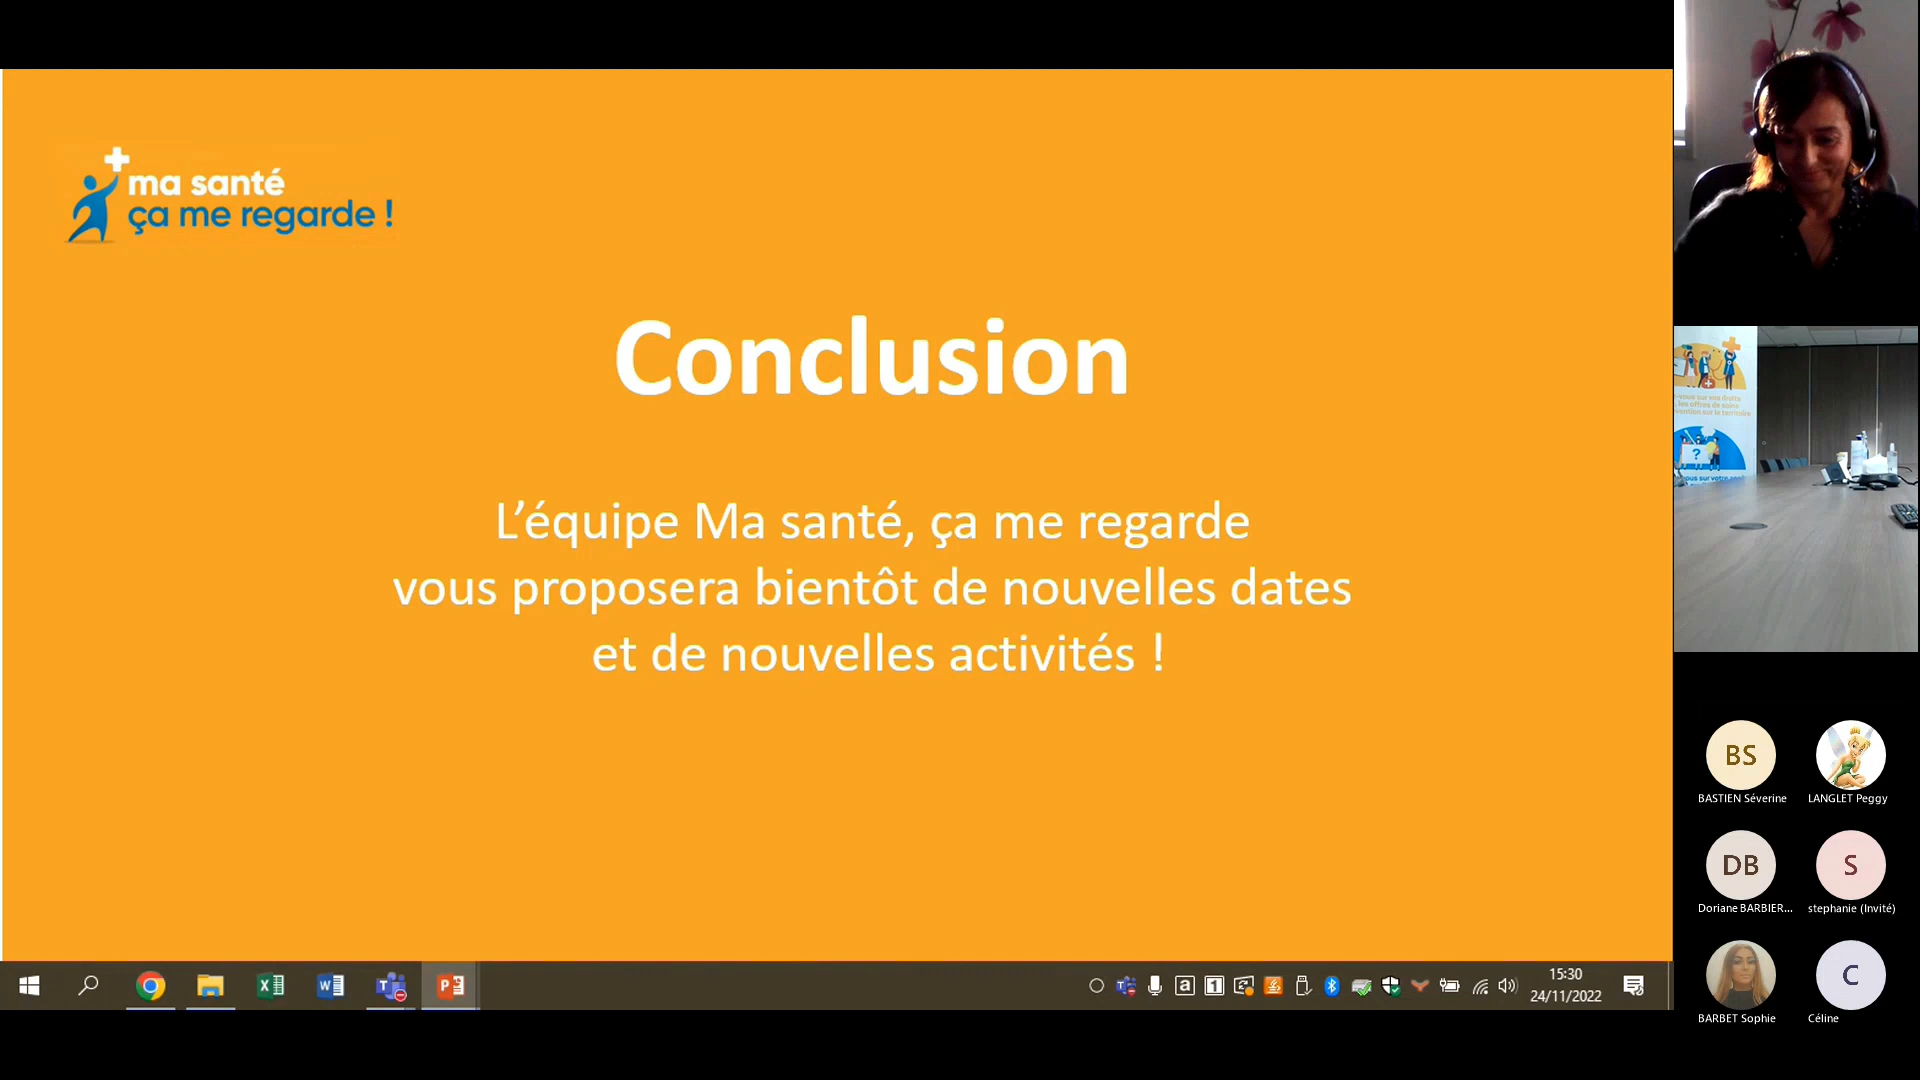 ma santé
ça me regarde !
Conclusion
L’équipe Ma santé, ça me regarde
vous proposera bientôt de nouvelles dates
et de nouvelles activités !
?
BS
BASTIEN Séverine
LANGLET Peggy
DB
Doriane BARBIER...
S
stephanie (Invité)
BARBET Sophie
C
Céline
15:30
24/11/2022